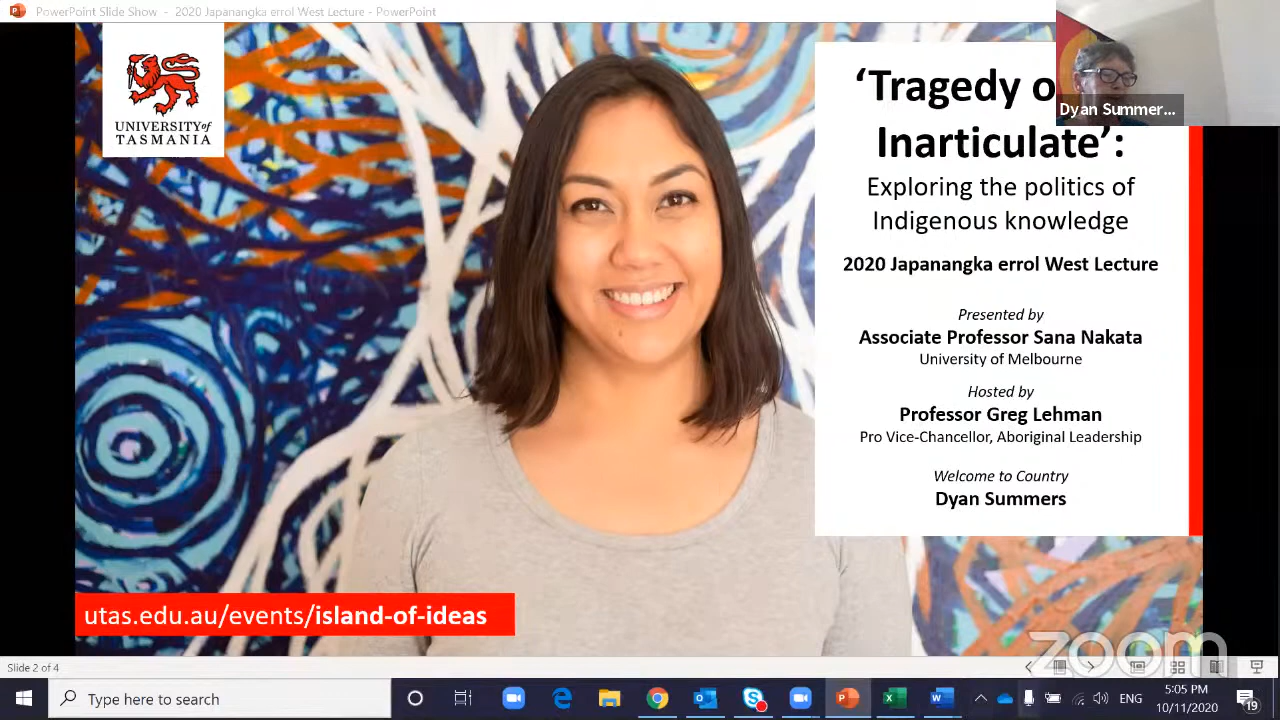 PowerPoint Slide Show - 2020 Japanangka errol West Lecture - PowerPoint
UNIVERSITY of
TASMANIA
‘Tragedy o
Inarticulate’:
Exploring the politics of
Indigenous knowledge
2020 Japanangka errol West Lecture
Presented by
Associate Professor Sana Nakata
University of Melbourne
Hosted by
Professor Greg Lehman
Pro Vice-Chancellor, Aboriginal Leadership
Welcome to Country
Dyan Summers
Dyan Summer...
utas.edu.au/events/island-of-ideas
zoom
Slide 2 of 4
Type here to search
ENG
5:05 PM
10/11/2020
19